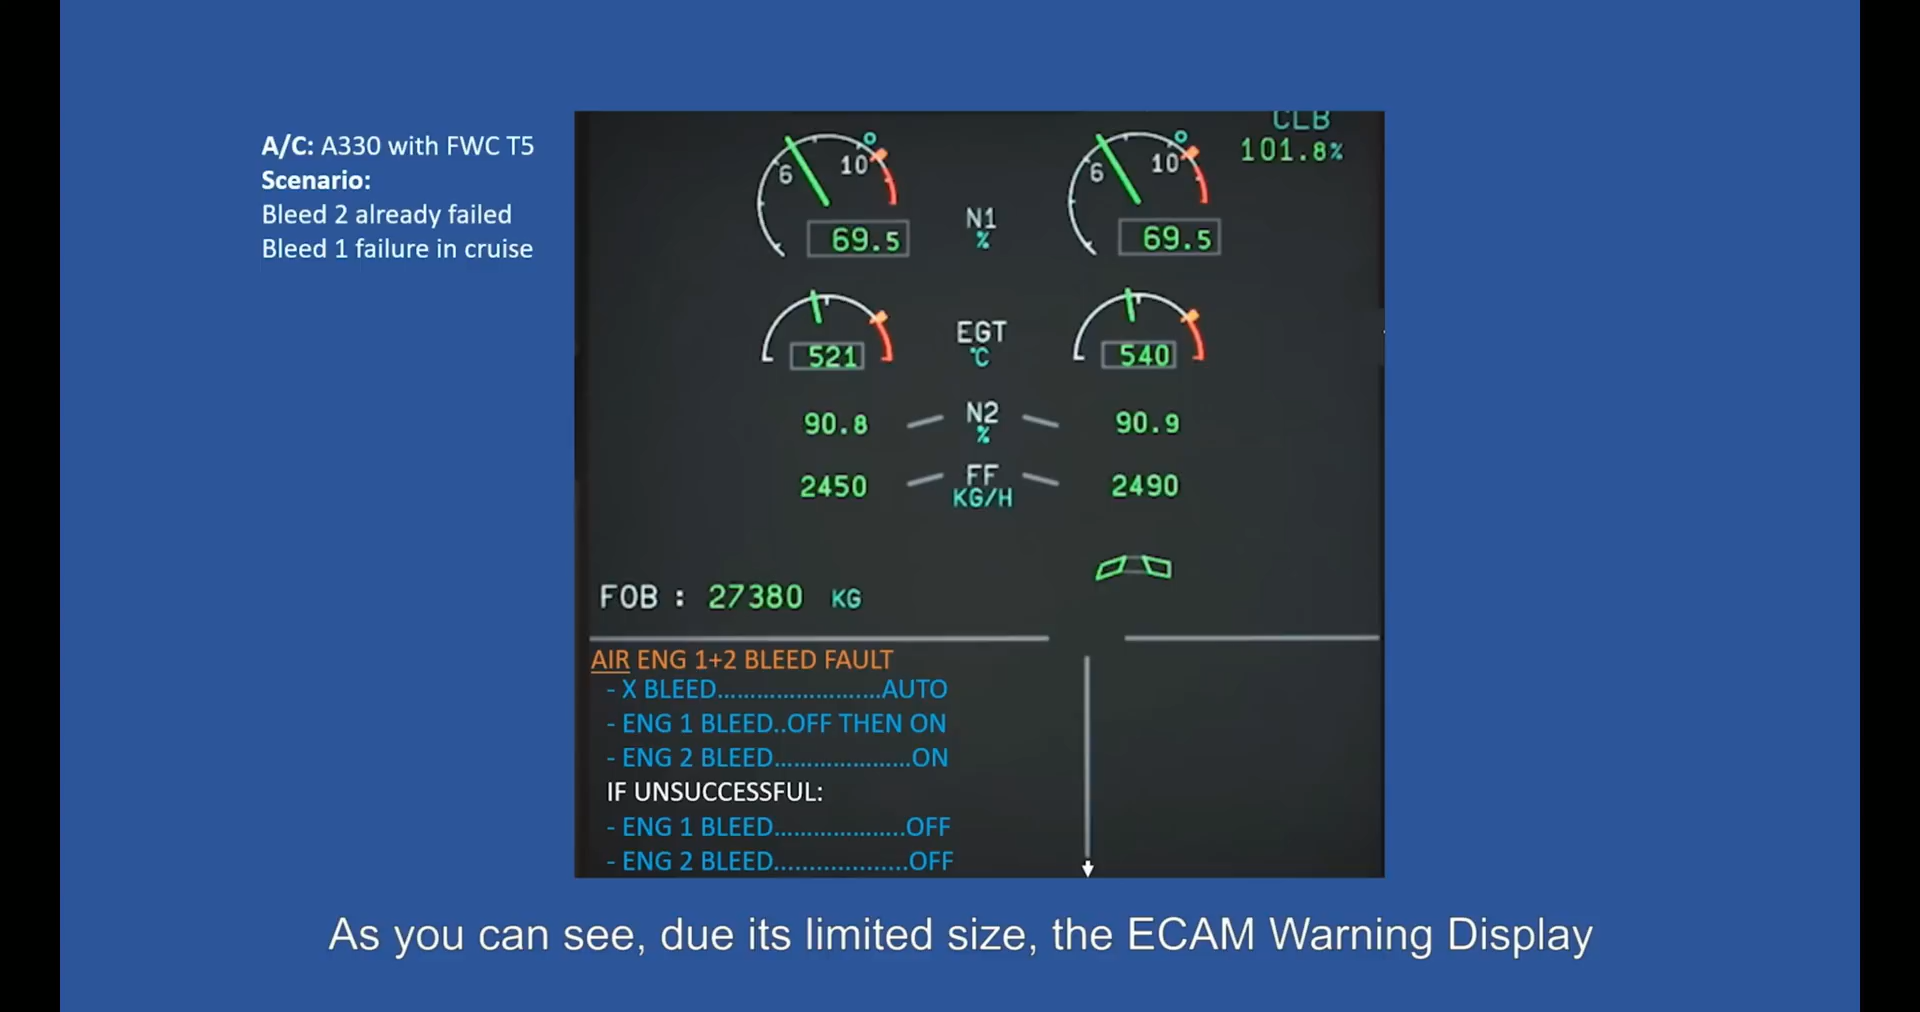 A/C: A330 with FWC T5
Scenario:
Bleed 2 already failed
Bleed 1 failure in cruise
CLB
101.8%
6 10
69.5
N1
%
6 10
69.5
521
EGT
°C
540
90.8
N2
%
90.9
2450
FF
KG/H
2490
FOB : 27380 KG
AIR ENG 1+2 BLEED FAULT
- X BLEED........................AUTO
- ENG 1 BLEED..OFF THEN ON
- ENG 2 BLEED....................ON
IF UNSUCCESSFUL:
- ENG 1 BLEED...................OFF
- ENG 2 BLEED...................OFF
As you can see, due its limited size, the ECAM Warning Display